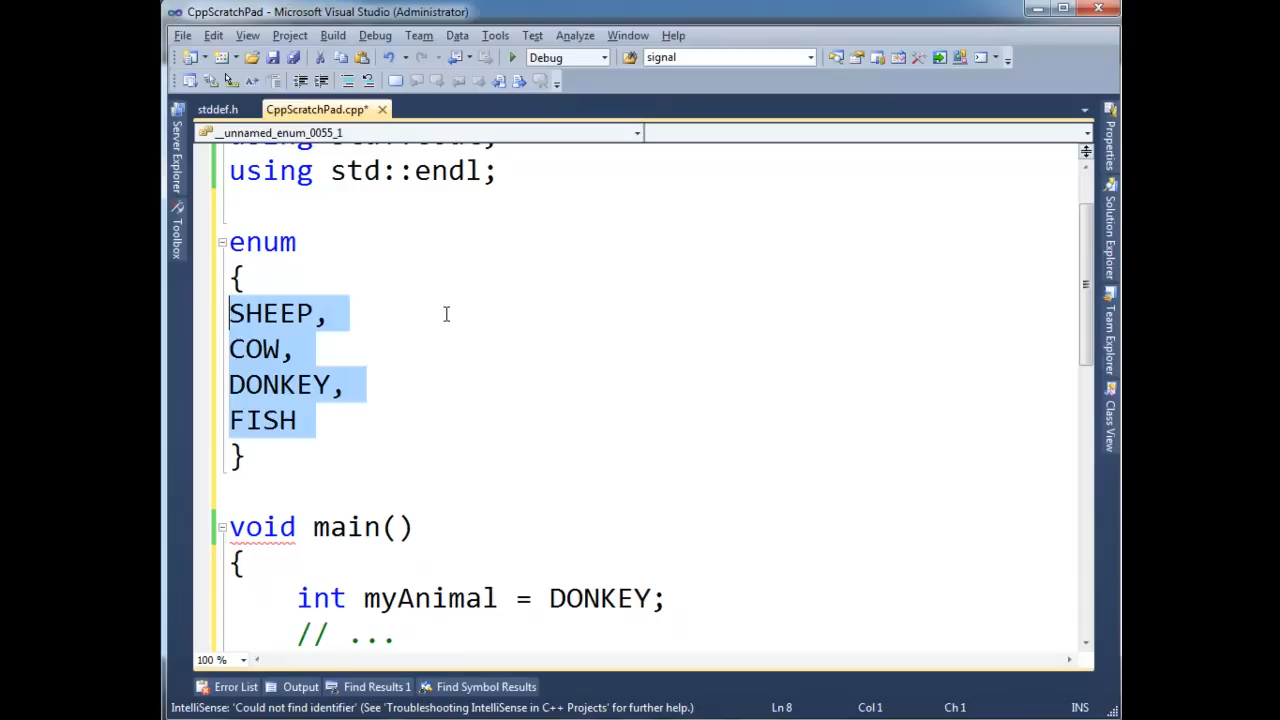 CppScratchPad - Microsoft Visual Studio (Administrator)
File Edit View Project Build Debug Team Data Tools Test Analyze Window Help
Debug signal
stddef.h CppScratchPad.cpp*
__unnamed_enum_0055_1
using std::endl;
enum
{
SHEEP,
COW,
DONKEY,
FISH
}
void main()
{
int myAnimal = DONKEY;
// ...
100 %
Error List Output Find Results 1 Find Symbol Results
IntelliSense: 'Could not find identifier' (See 'Troubleshooting IntelliSense in C++ Projects' for further help.) Ln 8 Col 1 Ch 1 INS
Server Explorer
Toolbox
Properties
Solution Explorer
Team Explorer
Class View